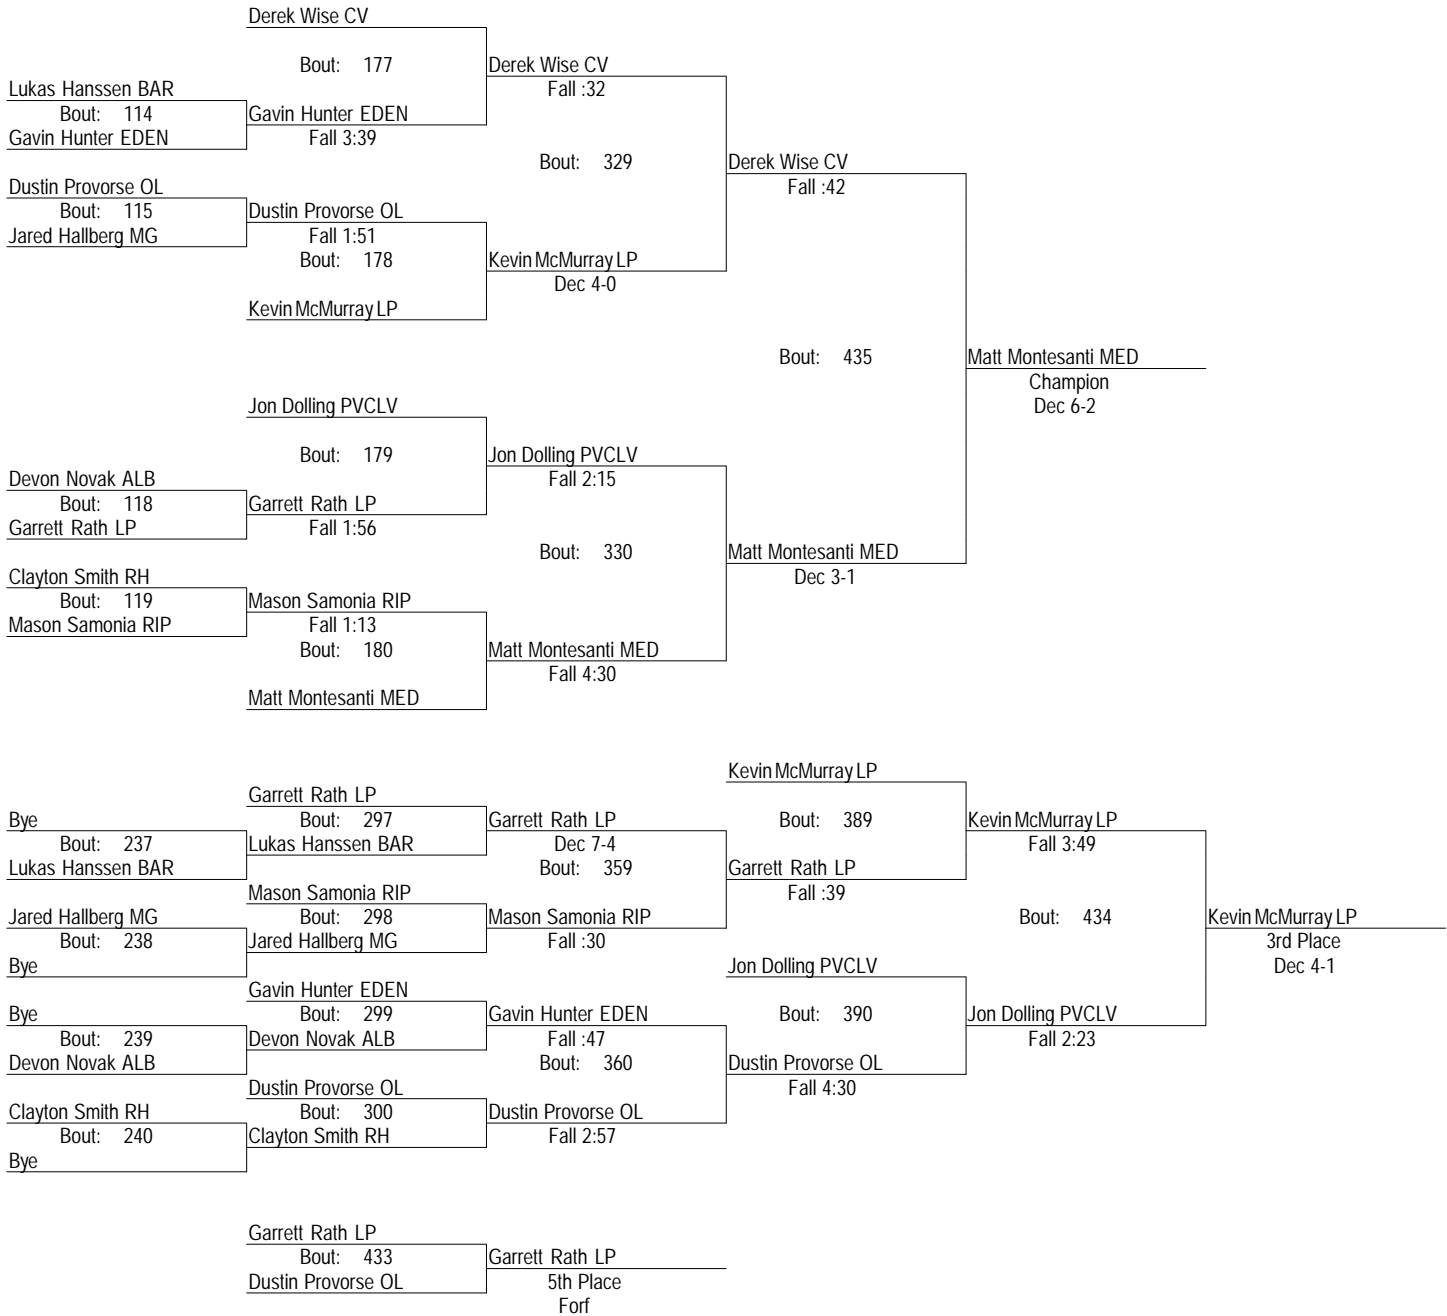 Derek Wise CV
Bout: 177
Derek Wise CV
Lukas Hanssen BAR
Fall :32
Bout: 114
Gavin Hunter EDEN
Gavin Hunter EDEN
Fall 3:39
Bout: 329
Derek Wise CV
Dustin Provorse OL
Fall :42
Bout: 115
Dustin Provorse OL
Jared Hallberg MG
Fall 1:51
Bout: 178
Kevin McMurray LP
Dec 4-0
Kevin McMurray LP
Bout: 435
Matt Montesanti MED
Champion
Jon Dolling PVCLV
Dec 6-2
Bout: 179
Jon Dolling PVCLV
Devon Novak ALB
Fall 2:15
Bout: 118
Garrett Rath LP
Garrett Rath LP
Fall 1:56
Bout: 330
Matt Montesanti MED
Clayton Smith RH
Dec 3-1
Bout: 119
Mason Samonia RIP
Mason Samonia RIP
Fall 1:13
Bout: 180
Matt Montesanti MED
Fall 4:30
Matt Montesanti MED
Kevin McMurray LP
Garrett Rath LP
Bye
Bout: 297
Garrett Rath LP
Bout: 389
Kevin McMurray LP
Bout: 237
Lukas Hanssen BAR
Dec 7-4
Fall 3:49
Lukas Hanssen BAR
Bout: 359
Garrett Rath LP
Mason Samonia RIP
Fall :39
Jared Hallberg MG
Bout: 298
Mason Samonia RIP
Bout: 434
Kevin McMurray LP
Bout: 238
Jared Hallberg MG
Fall :30
3rd Place
Bye
Jon Dolling PVCLV
Dec 4-1
Gavin Hunter EDEN
Bye
Bout: 299
Gavin Hunter EDEN
Bout: 390
Jon Dolling PVCLV
Bout: 239
Devon Novak ALB
Fall :47
Fall 2:23
Devon Novak ALB
Bout: 360
Dustin Provorse OL
Dustin Provorse OL
Fall 4:30
Clayton Smith RH
Bout: 300
Dustin Provorse OL
Bout: 240
Clayton Smith RH
Fall 2:57
Bye
Garrett Rath LP
Bout: 433
Garrett Rath LP
Dustin Provorse OL
5th Place
Forf